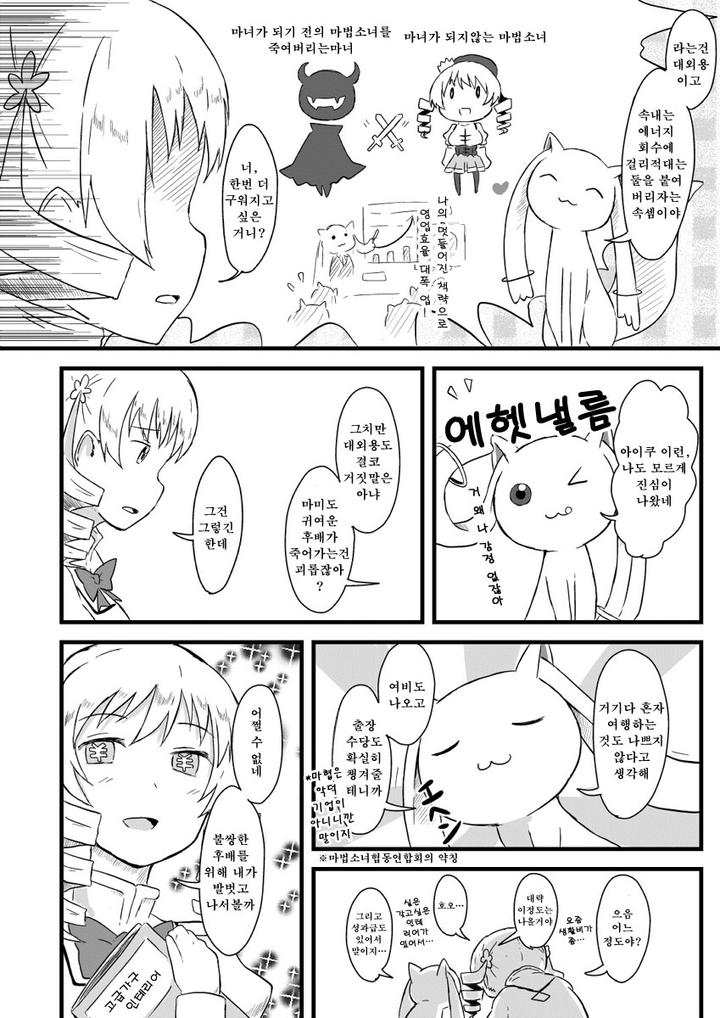 라는건
대외용
이고
속내는
에너지
회수에
걸리적대는
둘을 붙여
버리자는
속셈이야
마녀가 되지않는 마법소녀
마녀가 되기 전의 마법소녀를
죽여버리는마녀
나의 멋들어진 책략으로
영업효율 대폭 업!
너,
한번 더
구워지고
싶은
거니?
아이쿠 이런,
나도 모르게
진심이
나왔네
에헷 낼름
거 왜 나 감정 없잖아
그치만
대외용도
결코
거짓말은
아냐
마미도
귀여운
후배가
죽어가는건
괴롭잖아
?
그건
그렇긴
한데
거기다 혼자
여행하는
것도 나쁘지
않다고
생각해
여비도
나오고
출장
수당도
확실히
챙겨줄
테니까
*마협은
악덕
기업이
아니니깐
말이지
※마법소녀협동연합회의 약칭
으음
어느
정도야?
요즘
생활비가
좀…
대략
이정도는
나올거야
호오…
실은
갖고싶은
인테
리어가
있어서…
그리고
성과급도
있어서
말이지…
어쩔
수
없네
불쌍한
후배를
위해 내가
발벗고
나서볼까
고급가구
인테리어